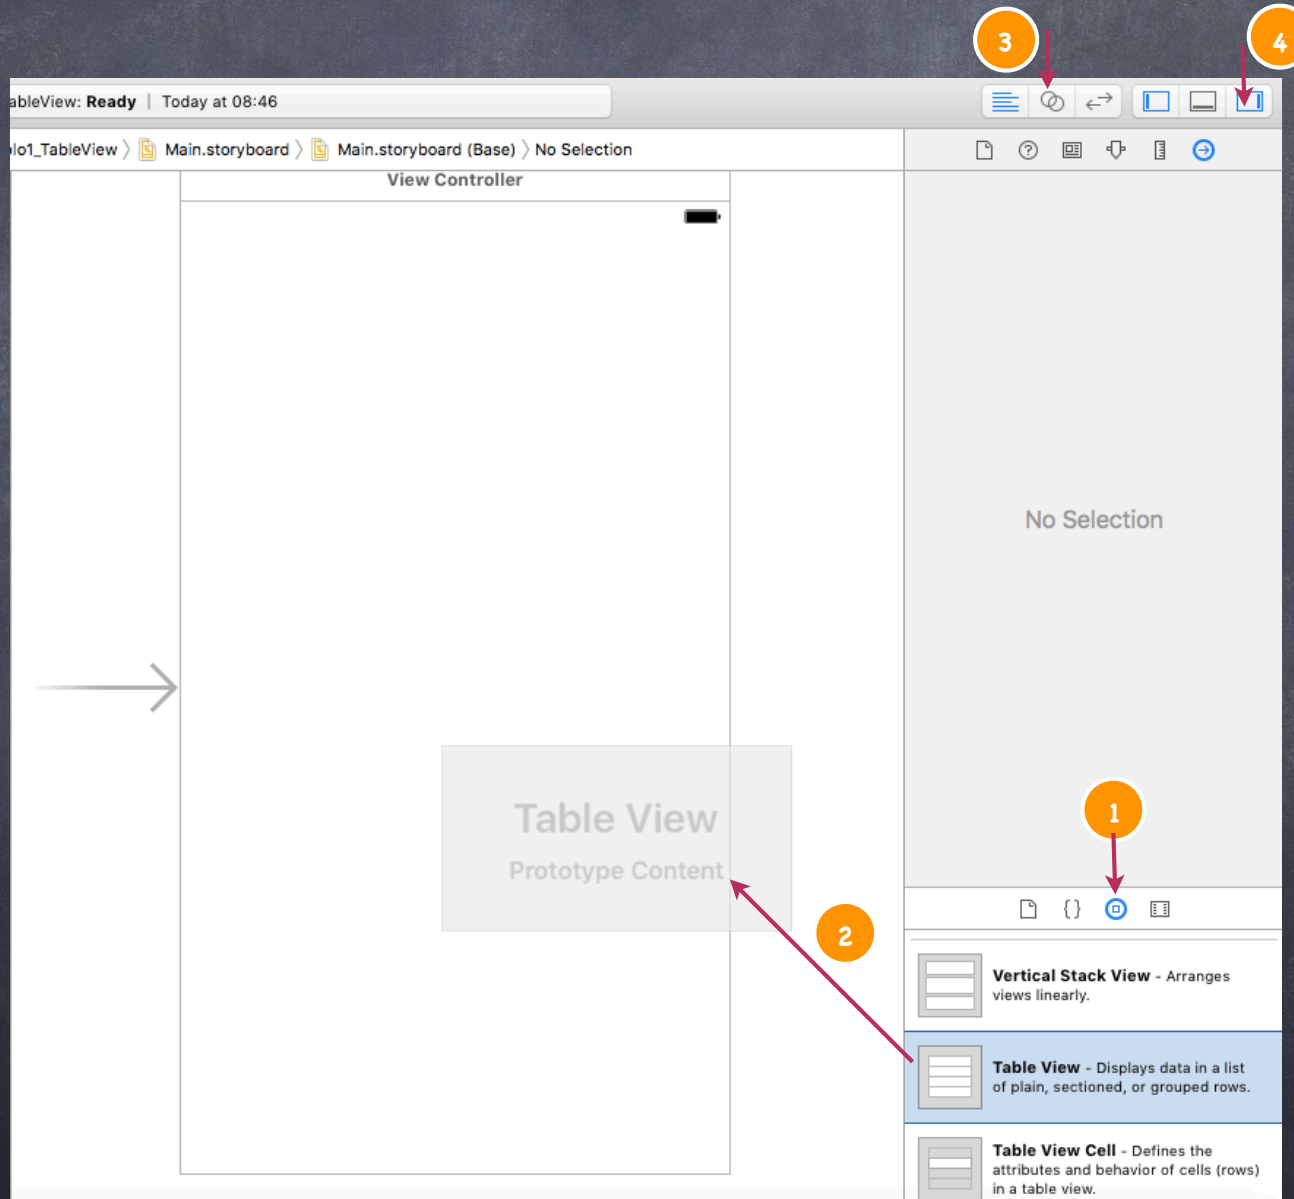 3
4
ableView: Ready | Today at 08:46
lo1_TableView 〉 Main.storyboard 〉 Main.storyboard (Base) 〉 No Selection
View Controller
No Selection
Table View
Prototype Content
1
2
{}
Vertical Stack View - Arranges
views linearly.
Table View - Displays data in a list
of plain, sectioned, or grouped rows.
Table View Cell - Defines the
attributes and behavior of cells (rows)
in a table view.